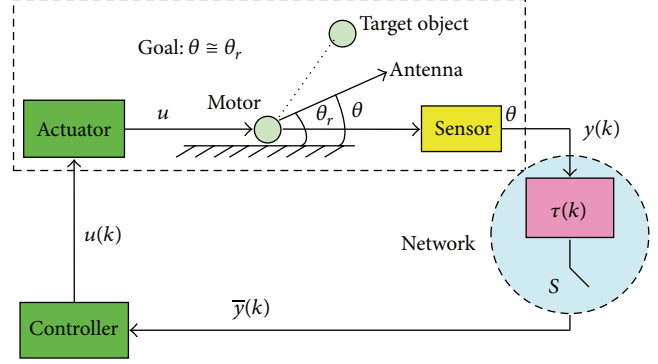 Target object
Goal: θ ≅ θr
Antenna
Motor
u
θr
θ
Actuator
Sensor
θ
y(k)
τ(k)
Network
S
u(k)
ȳ(k)
Controller